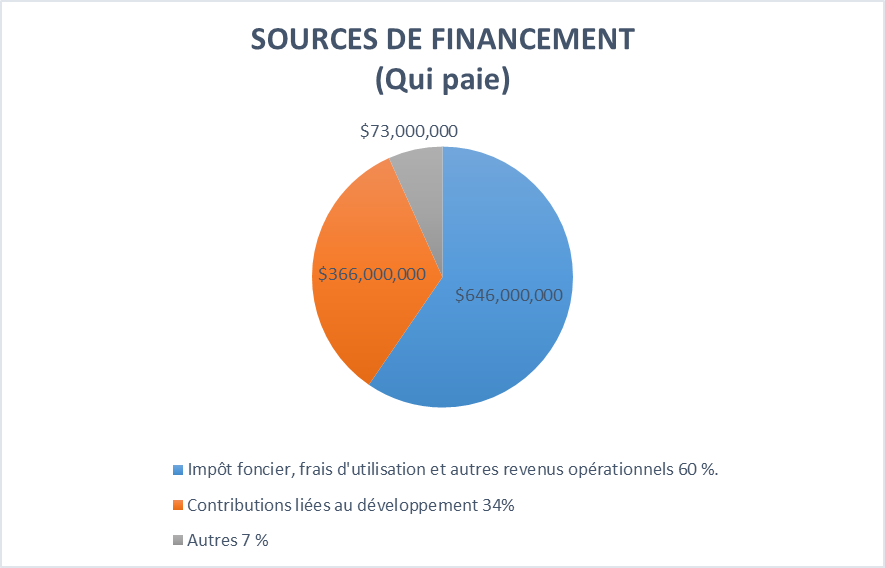 SOURCES DE FINANCEMENT
(Qui paie)
$73,000,000
$366,000,000
$646,000,000
Impôt foncier, frais d'utilisation et autres revenus opérationnels 60 %.
Contributions liées au développement 34%
Autres 7 %